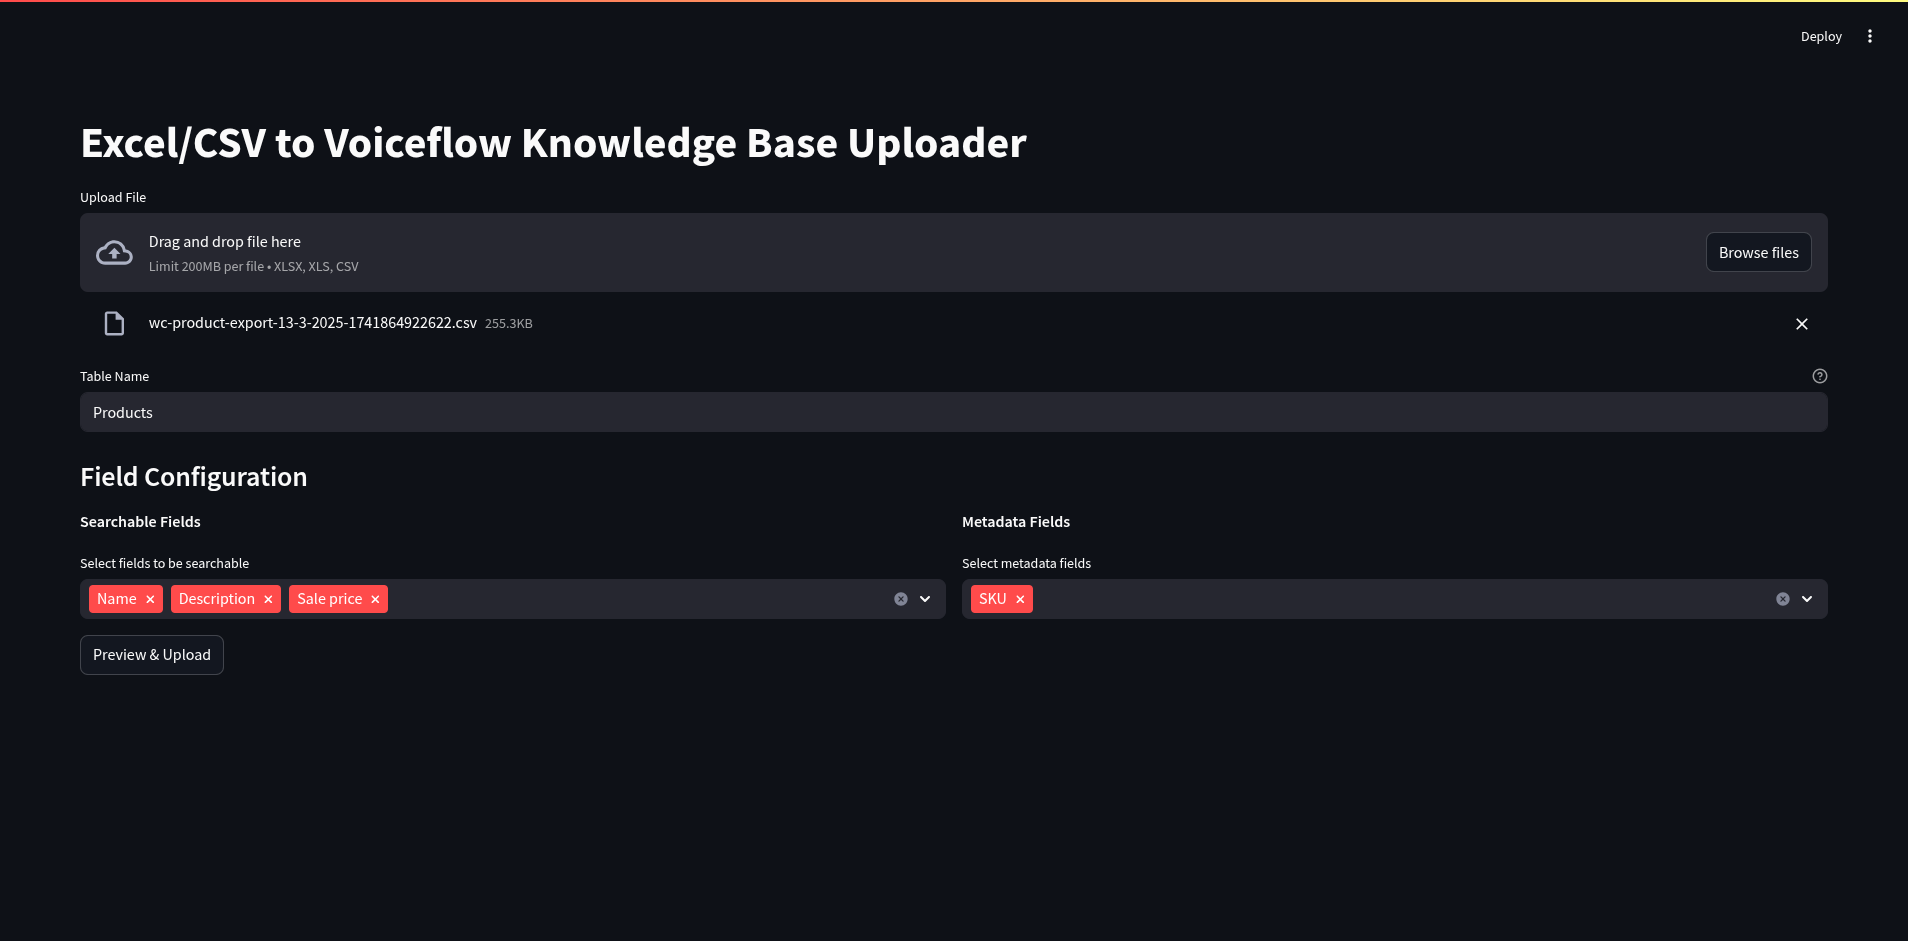 Deploy
Excel/CSV to Voiceflow Knowledge Base Uploader
Upload File
Drag and drop file here
Limit 200MB per file • XLSX, XLS, CSV
Browse files
wc-product-export-13-3-2025-1741864922622.csv 255.3KB
Table Name
Products
Field Configuration
Searchable Fields
Select fields to be searchable
Name Description Sale price
Metadata Fields
Select metadata fields
SKU
Preview & Upload